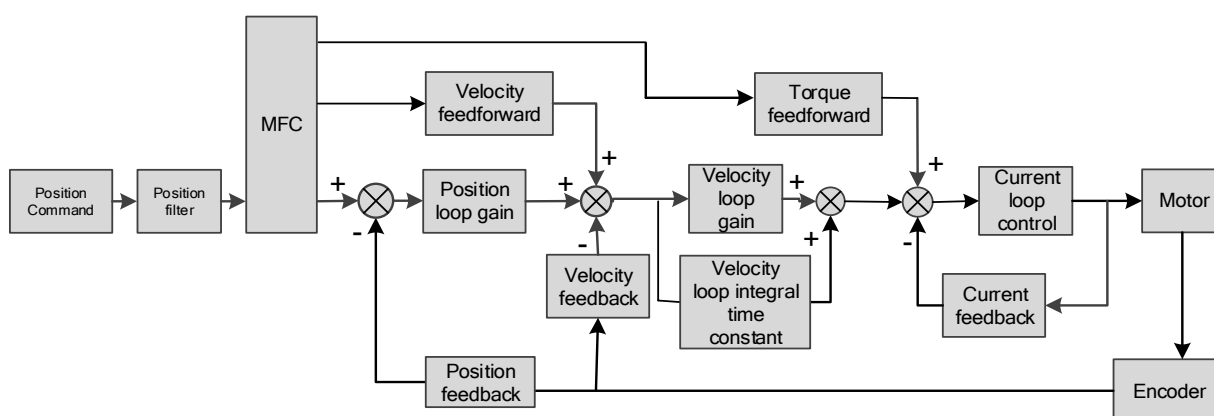 Velocity
feedforward
Torque
feedforward
MFC
+
+
Position
Command
Position
filter
+
Position
loop gain
+
Velocity
loop
gain
+
Current
loop
control
Motor
-
-
+
-
Velocity
feedback
Velocity
loop integral
time
constant
Current
feedback
Position
feedback
Encoder